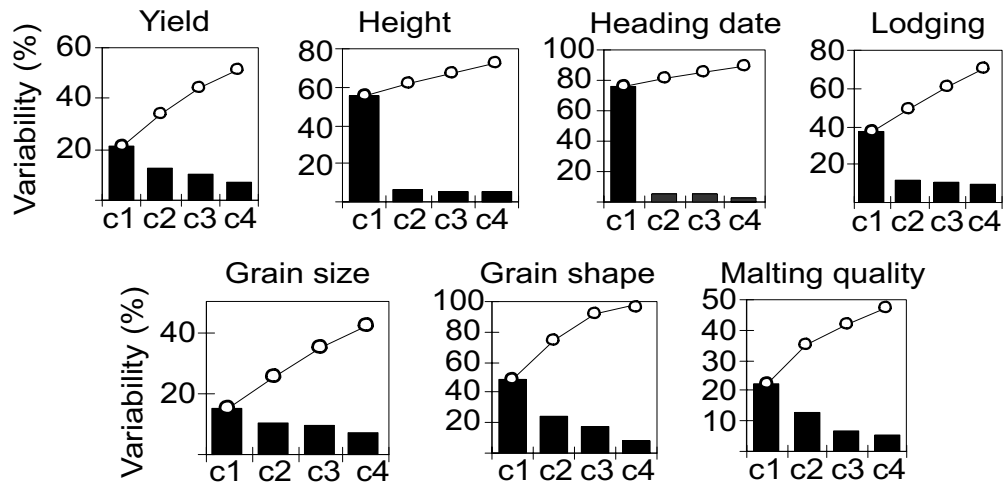 Yield
Height
Heading date
Lodging
Variability (%)
60
40
20
c1 c2 c3 c4
80
60
40
20
c1 c2 c3 c4
100
80
60
40
20
c1 c2 c3 c4
80
60
40
20
c1 c2 c3 c4
Grain size
Grain shape
Malting quality
Variability (%)
40
20
c1 c2 c3 c4
100
80
60
40
20
c1 c2 c3 c4
50
40
30
20
10
c1 c2 c3 c4